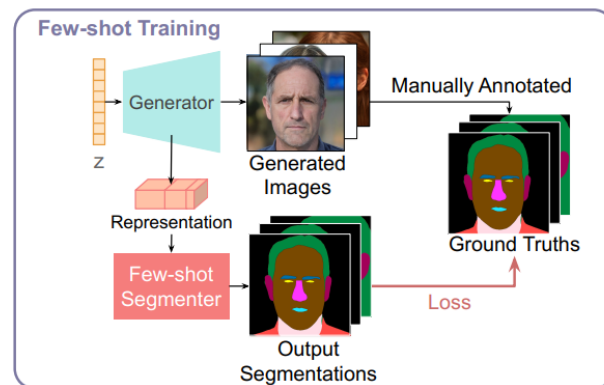 Few-shot Training
Generator
Manually Annotated
z
Generated
Images
Representation
Ground Truths
Few-shot
Segmenter
Loss
Output
Segmentations